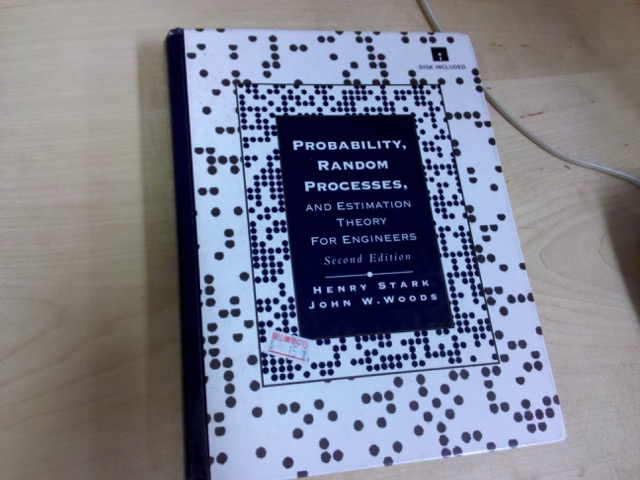 DISK INCLUDED
PROBABILITY,
RANDOM
PROCESSES,
AND ESTIMATION
THEORY
FOR ENGINEERS
Second Edition
HENRY STARK
JOHN W. WOODS